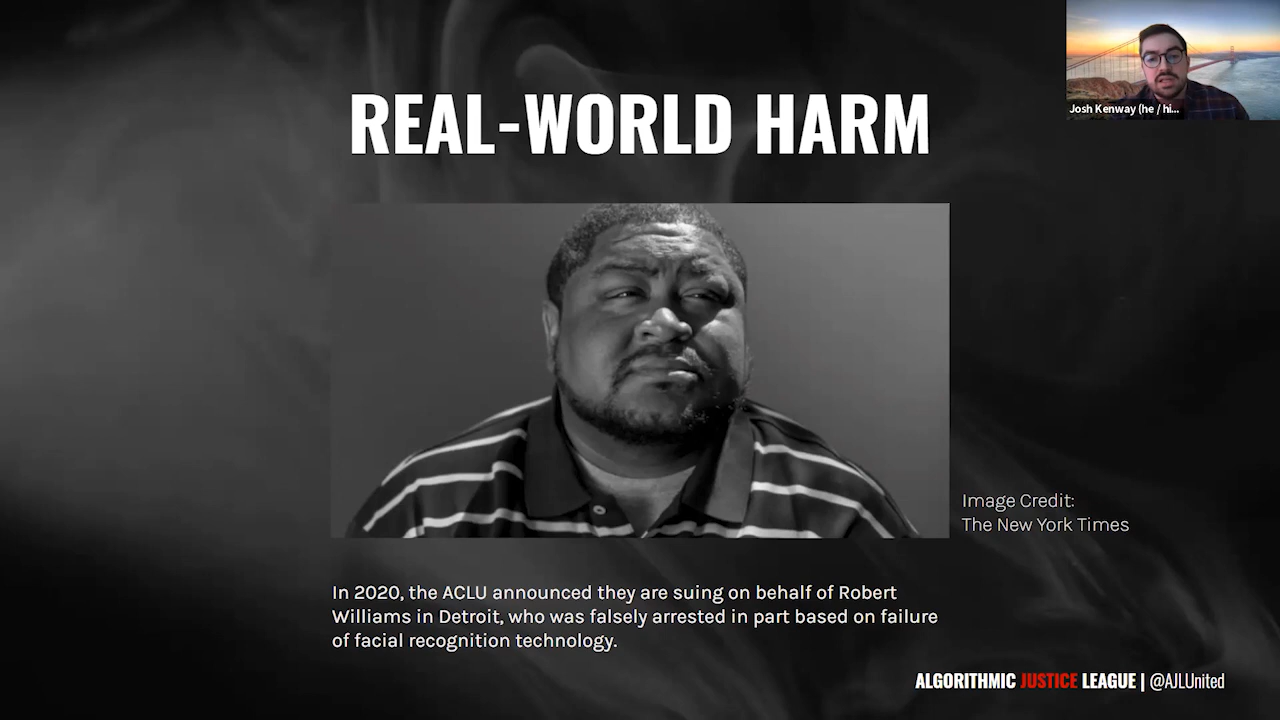 Josh Kenway (he / hi...
REAL-WORLD HARM
Image Credit:
The New York Times
In 2020, the ACLU announced they are suing on behalf of Robert
Williams in Detroit, who was falsely arrested in part based on failure
of facial recognition technology.
ALGORITHMIC JUSTICE LEAGUE | @AJLUnited